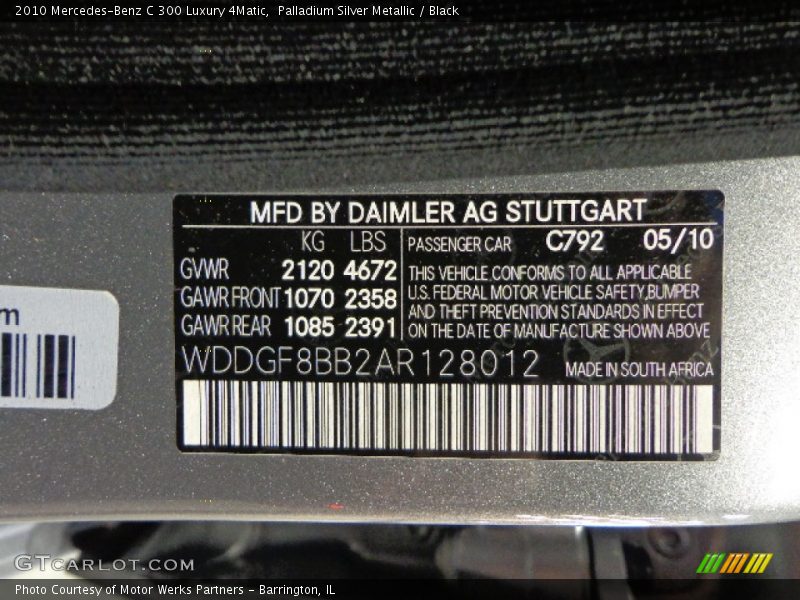 2010 Mercedes-Benz C 300 Luxury 4Matic,  Palladium Silver Metallic / Black
MFD BY DAIMLER AG STUTTGART
KG LBS PASSENGER CAR C792 05/10
GVWR 2120 4672
GAWR FRONT 1070 2358
GAWR REAR 1085 2391
THIS VEHICLE CONFORMS TO ALL APPLICABLE
U.S. FEDERAL MOTOR VEHICLE SAFETY, BUMPER
AND THEFT PREVENTION STANDARDS IN EFFECT
ON THE DATE OF MANUFACTURE SHOWN ABOVE
WDDGF8BB2AR128012 MADE IN SOUTH AFRICA
GTCARLOT.COM
Photo Courtesy of Motor Werks Partners - Barrington, IL